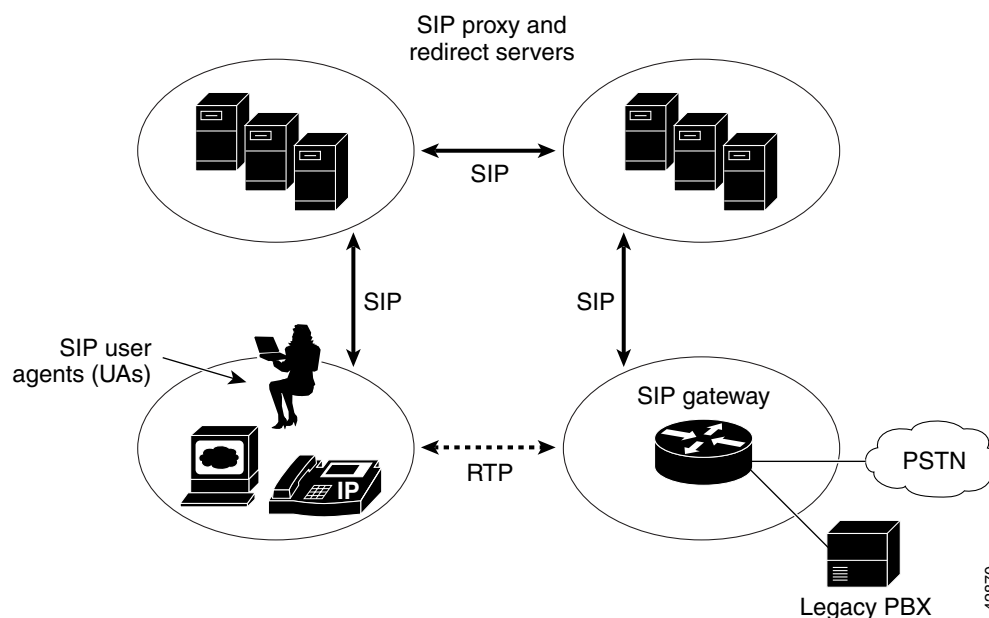 SIP proxy and
redirect servers
SIP
SIP
SIP
SIP user
agents (UAs)
SIP gateway
IP
RTP
PSTN
Legacy PBX